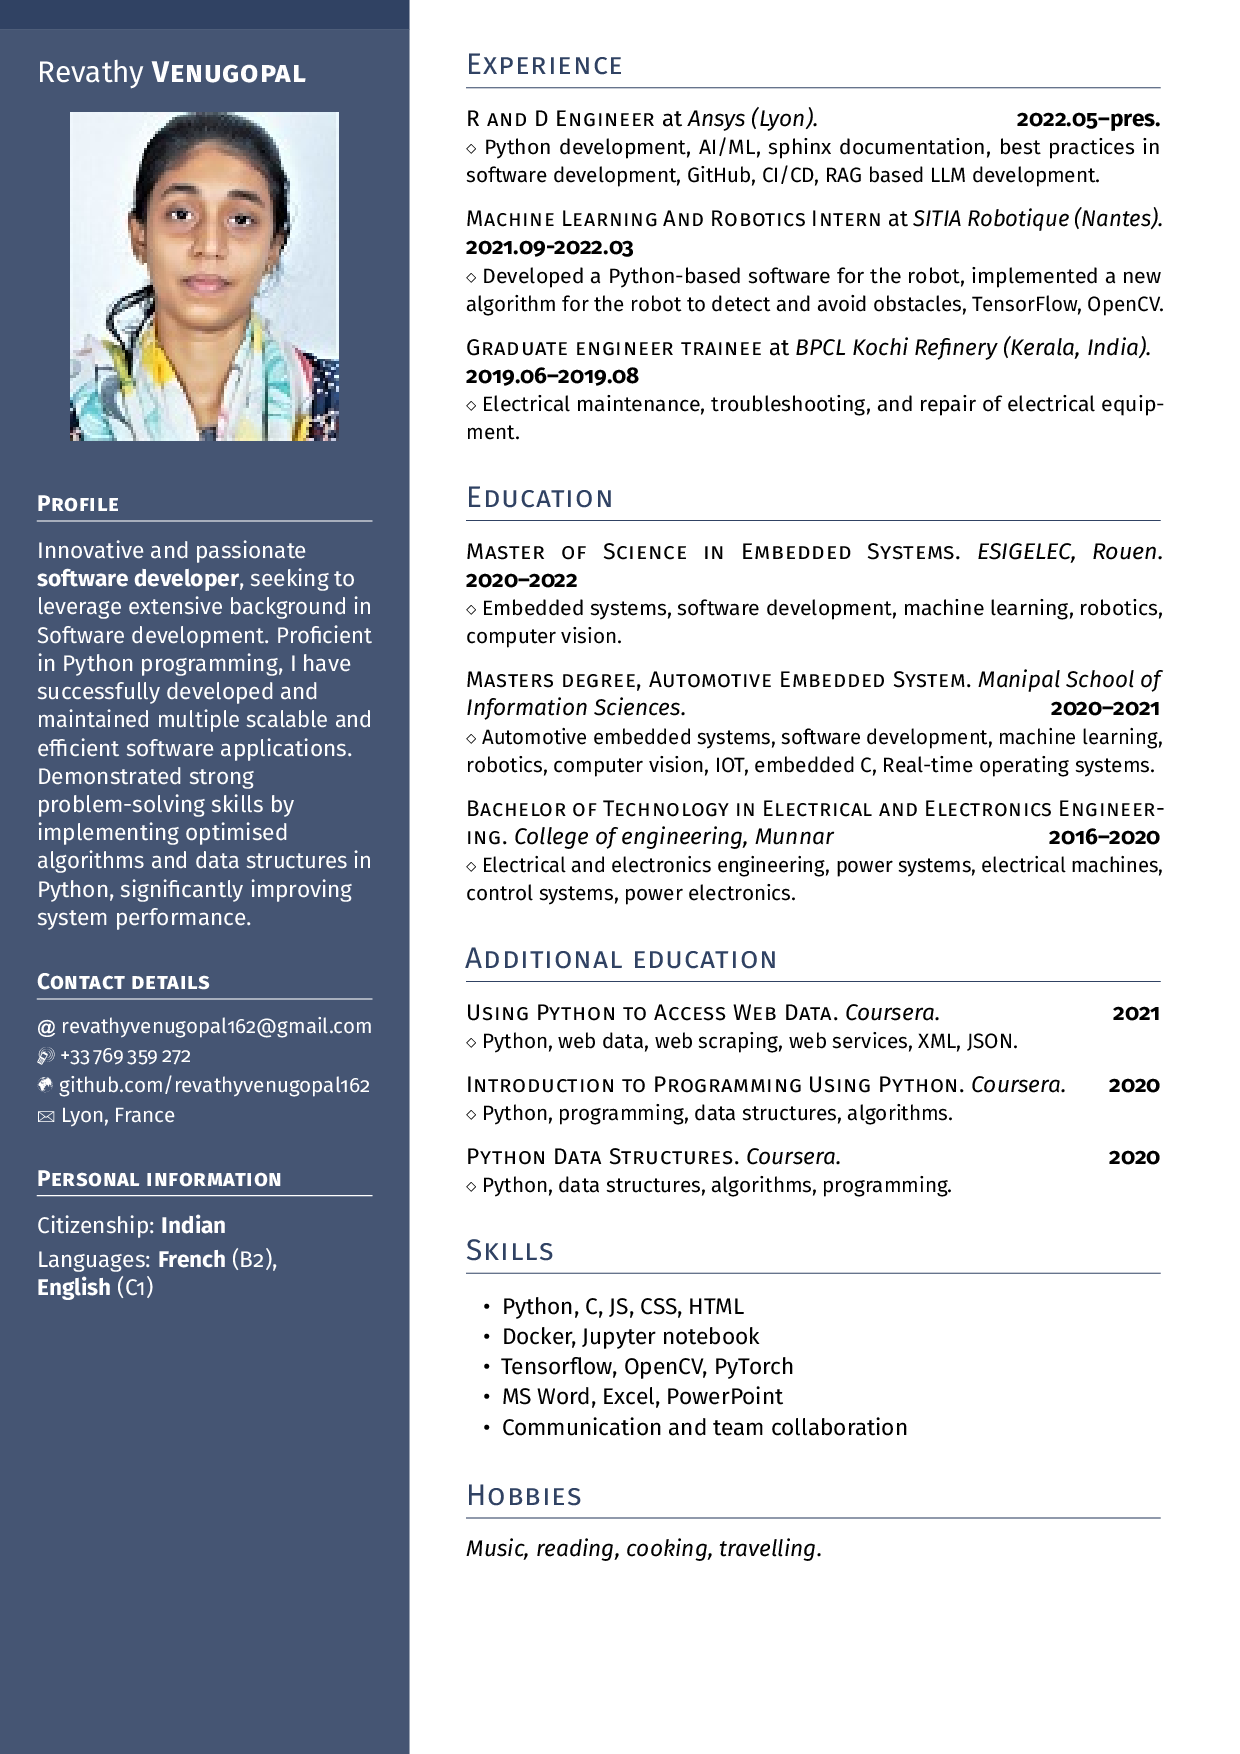 Revathy VENUGOPAL
PROFILE
Innovative and passionate
software developer, seeking to
leverage extensive background in
Software development. Proficient
in Python programming, I have
successfully developed and
maintained multiple scalable and
efficient software applications.
Demonstrated strong
problem-solving skills by
implementing optimised
algorithms and data structures in
Python, significantly improving
system performance.
CONTACT DETAILS
@ revathyvenugopal162@gmail.com
+33 769 359 272
github.com/revathyvenugopal162
Lyon, France
PERSONAL INFORMATION
Citizenship: Indian
Languages: French (B2),
English (C1)
EXPERIENCE
R AND D ENGINEER at Ansys (Lyon). 2022.05–pres.
◇ Python development, AI/ML, sphinx documentation, best practices in
software development, GitHub, CI/CD, RAG based LLM development.
MACHINE LEARNING AND ROBOTICS INTERN at SITIA Robotique (Nantes).
2021.09-2022.03
◇ Developed a Python-based software for the robot, implemented a new
algorithm for the robot to detect and avoid obstacles, TensorFlow, OpenCV.
GRADUATE ENGINEER TRAINEE at BPCL Kochi Refinery (Kerala, India).
2019.06–2019.08
◇ Electrical maintenance, troubleshooting, and repair of electrical equip-
ment.
EDUCATION
MASTER OF SCIENCE IN EMBEDDED SYSTEMS. ESIGELEC, Rouen.
2020–2022
◇ Embedded systems, software development, machine learning, robotics,
computer vision.
MASTERS DEGREE, AUTOMOTIVE EMBEDDED SYSTEM. Manipal School of
Information Sciences. 2020–2021
◇ Automotive embedded systems, software development, machine learning,
robotics, computer vision, IOT, embedded C, Real-time operating systems.
BACHELOR OF TECHNOLOGY IN ELECTRICAL AND ELECTRONICS ENGINEER-
ING. College of engineering, Munnar 2016–2020
◇ Electrical and electronics engineering, power systems, electrical machines,
control systems, power electronics.
ADDITIONAL EDUCATION
USING PYTHON TO ACCESS WEB DATA. Coursera. 2021
◇ Python, web data, web scraping, web services, XML, JSON.
INTRODUCTION TO PROGRAMMING USING PYTHON. Coursera. 2020
◇ Python, programming, data structures, algorithms.
PYTHON DATA STRUCTURES. Coursera. 2020
◇ Python, data structures, algorithms, programming.
SKILLS
• Python, C, JS, CSS, HTML
• Docker, Jupyter notebook
• Tensorflow, OpenCV, PyTorch
• MS Word, Excel, PowerPoint
• Communication and team collaboration
HOBBIES
Music, reading, cooking, travelling.